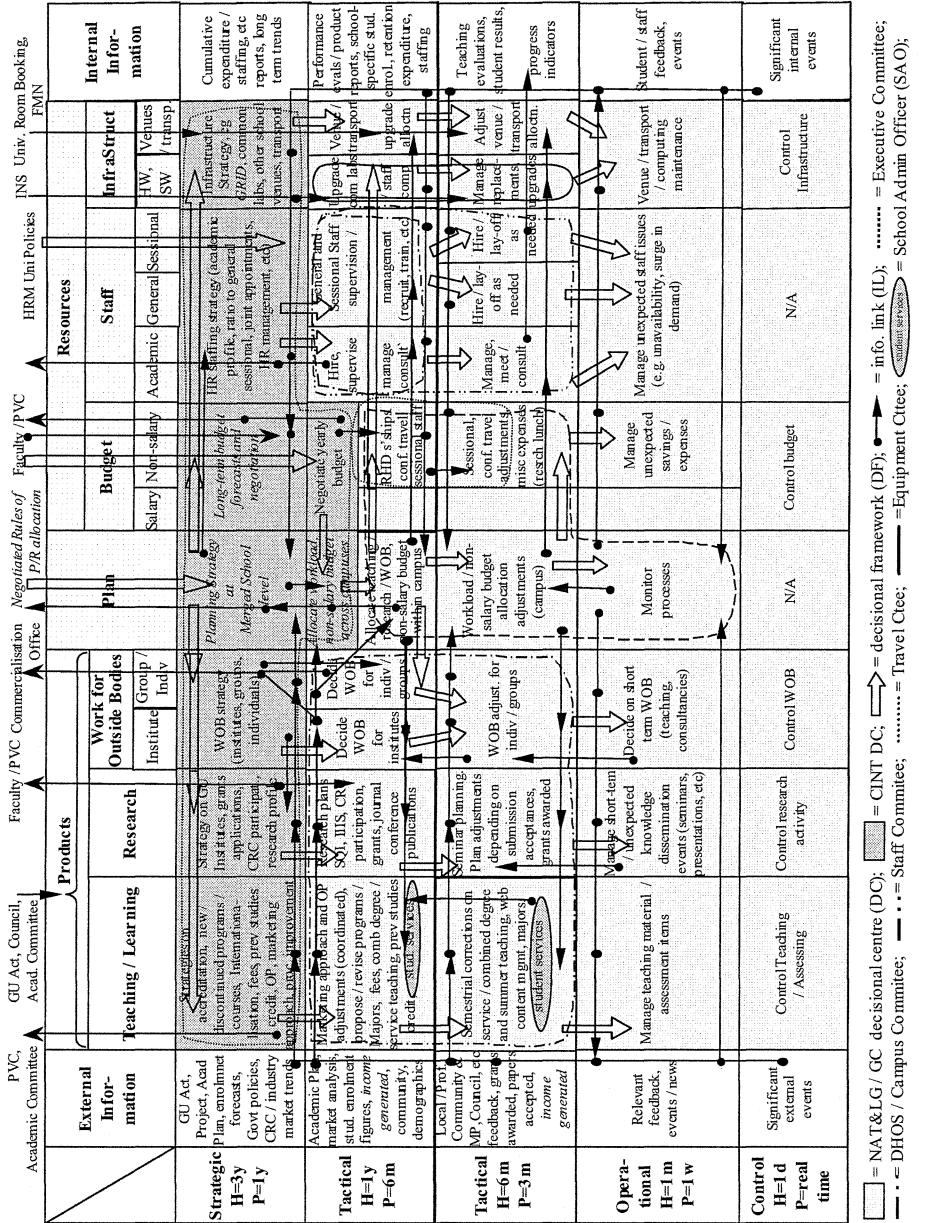 PVC,
Academic Committee
GU Act, Council,
Acad. Committee
Faculty /PVC
Commercialisation
Office
Negotiated Rules of
P/R allocation
Faculty /PVC
HRM Uni Policies
INS
Univ. Room Booking,
FMN
External
Infor-
mation
Products
Teaching / Learning
Research
Work for
Outside Bodies
Institute
Group /
Indiv
Plan
Resources
Budget
Salary
Non-salary
Staff
Academic
General
Sessional
InfraStruct
HW,
SW /
Venues
/ transp.
Internal
Infor-
mation
Strategic
H=3y
P=1y
GU Act,
Project, Acad
Plan, enrolmnet
forecasts,
Govt policies,
CRC / industry
market trends
Strategies on
accreditation, new /
discontinued programs /
courses, Internationa-
lisation, fees, prev studies
credit, OP, marketing
approach, prog. improvement
Strategy on GU
Institutes, grants
applications,
CRC participat.,
research profile
WOB strategy
(institutes, groups,
individuals)
Planning strategy
at
Merged School
level
Long-term budget
forecasts and
negotiation
HR staffing strategy (academic
profile, ratio to general
sessional, joint appointments,
HR management, etc)
Infrastructure
Strategy eg
GRID, common
labs, other school
venues, transport
Cumulative
expenditure /
staffing, etc
reports, long
term trends
Tactical
H=1y
P=6m
Academic Plan,
market analysis,
stud. enrolment
figures, income
generated,
community,
demographics
Marketing approach and OP
adjustments (coordinated),
propose / revise programs /
Majors, fees, comb degree /
service teaching, prev studies
credit
stud. services
Research plans
SQI, IIIS, CRC
participation,
grants, journal
conference
publications
Decide
WOB
for
institutes
Decide
WOB
for
indiv /
groups
Allocate workload
non-salary budget
across campuses
Allocate teaching
research / WOB,
non-salary budget
within campus
Negotiate yearly
budget
RHD s'ships
conf. travel
sessional staff
Hire,
supervise
manage
consult
General and
Sessional Staff
supervision /
management
(recruit, train, etc)
Upgrade
com labs
staff
comp
Venue /
transport
upgrade
alloctn.
Performance
evals / product
reports, school-
specific stud.
enrol, retention
expenditure,
staffing
Tactical
H=6m
P=3m
Local / Prof.
Community &
MP, Council, etc
feedback, grants
awarded, papers
accepted,
income
generated
Semestrial corrections on
service / combined degree
and summer teaching, web
content mgmt, majors
student services
Seminar planning.
Plan adjustments
depending on
submission
acceptances,
grants awarded
WOB adjust. for
indiv / groups
Workload / non-
salary budget
allocation
adjustments
(campus)
Sessional,
conf. travel
adjustments,
misc expenses
(resrch lunch)
Manage,
meet /
consult
Hire / lay-
off as
needed
Hire /
lay-off
as
needed
Manage
replace-
ments /
upgrades
Adjust
venue /
transport
alloctn.
Teaching
evaluations,
student results,
progress
indicators
Opera-
tional
H=1m
P=1w
Relevant
feedback,
events / news
Manage teaching material /
assessment items
Manage short-term
/ unexpected
knowledge
dissemination
events (seminars,
presentations, etc)
Decide on short
term WOB
(teaching,
consultancies)
Monitor
processes
Manage
unexpected
savings /
expenses
Manage unexpected staff issues
(e.g. unavailability, surge in
demand)
Venue / transport
/ computing
maintenance
Student / staff
feedback,
events
Control
H=1d
P=real
time
Significant
external
events
Control Teaching
/ Assessing
Control research
activity
Control WOB
N/A
Control budget
N/A
Control
Infrastructure
Significant
internal
events
= NAT&LG / GC decisional centre (DC); = CINT DC; = decisional framework (DF); = info. link (IL); = Executive Committee;
= DHOS / Campus Commitee; = Staff Committee; = Travel Cttee; =Equipment Cttee; student services = School Admin Officer (SAO);